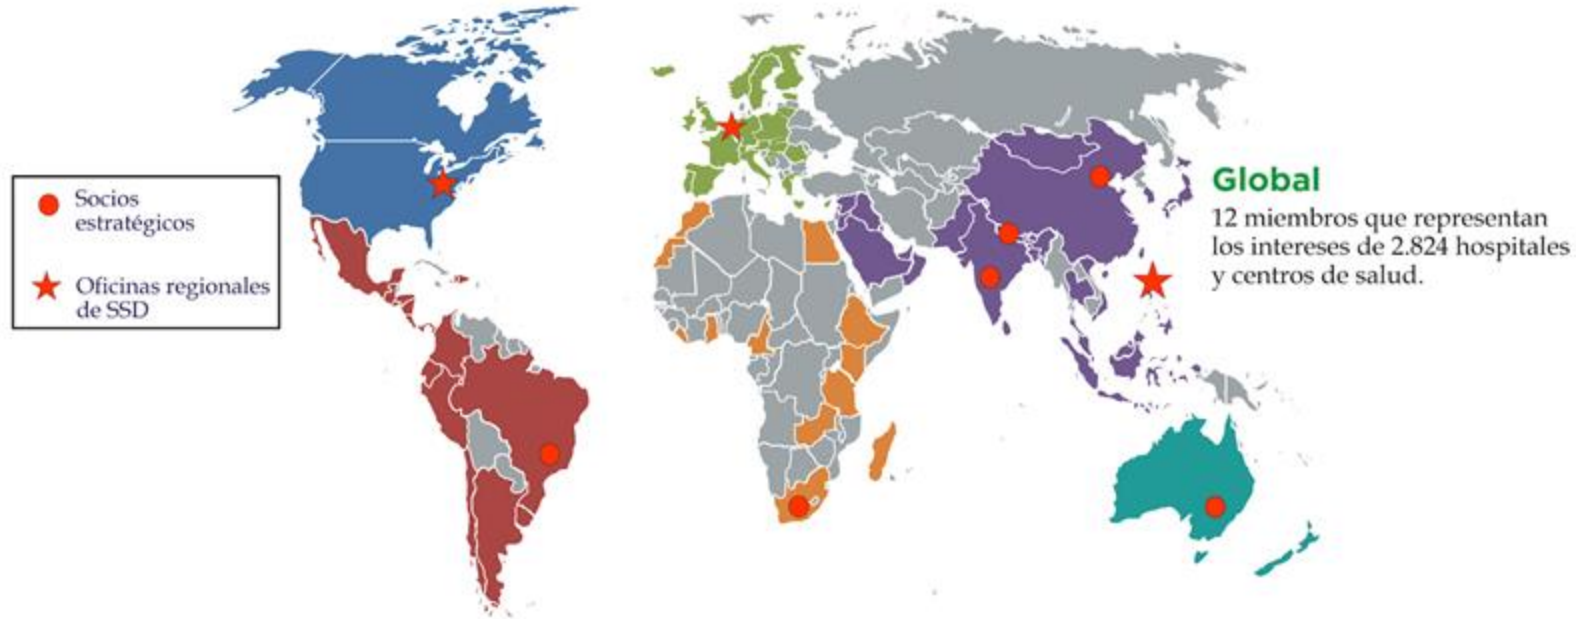 Socios
estratégicos
Oficinas regionales
de SSD
Global
12 miembros que representan
los intereses de 2.824 hospitales
y centros de salud.